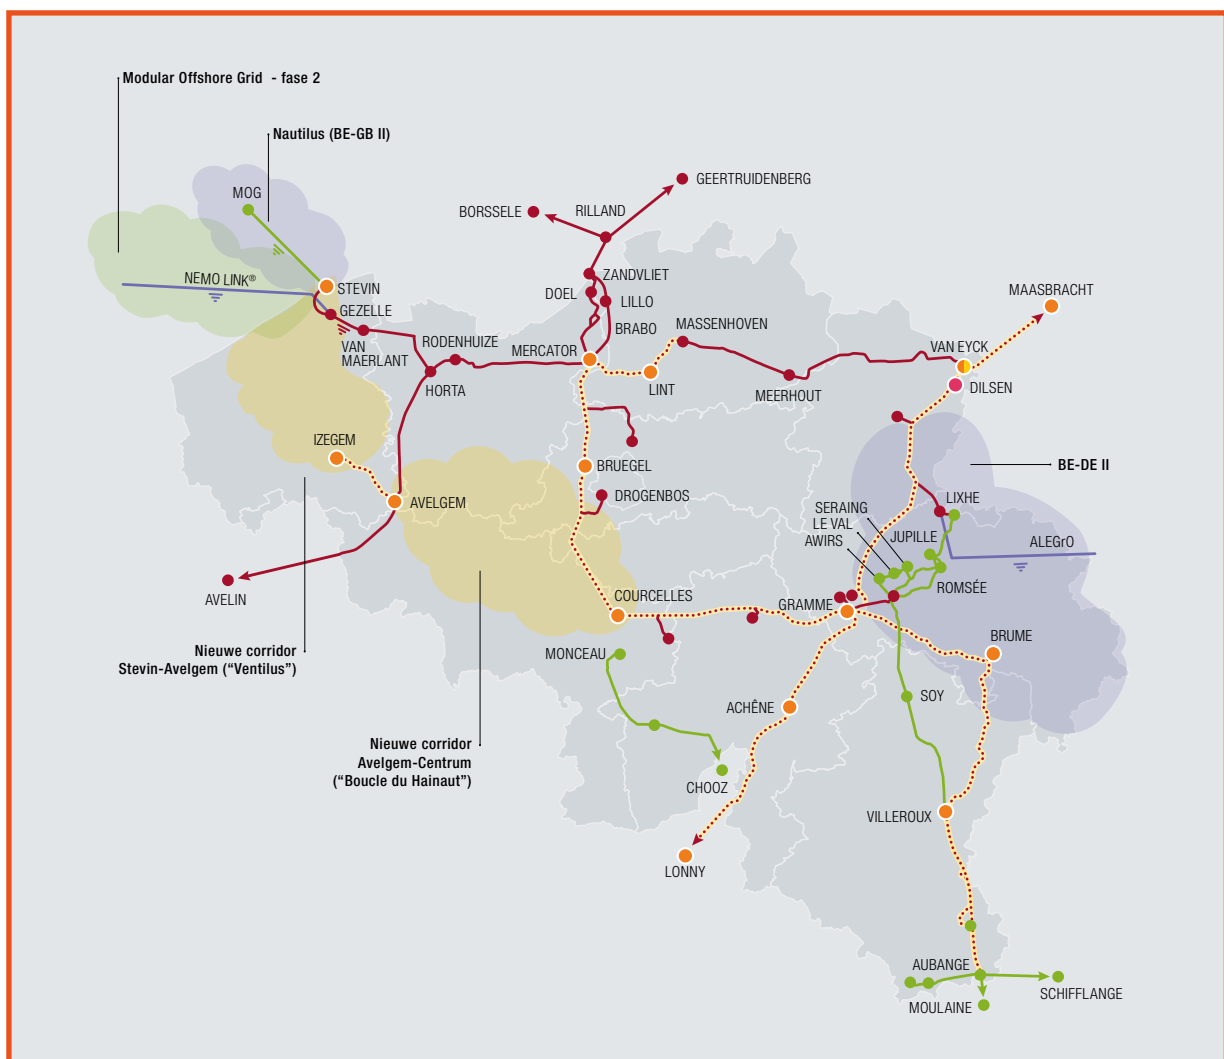 Modular Offshore Grid - fase 2
Nautilus (BE-GB II)
MOG
GEERTRUIDENBERG
BORSSELE
RILLAND
NEMO LINK®
STEVIN
ZANDVLIET
DOEL
LILLO
MAASBRACHT
GEZELLE
BRABO
MASSENHOVEN
VAN
MAERLANT
RODENHUIZE
MERCATOR
VAN EYCK
HORTA
LINT
MEERHOUT
DILSEN
IZEGEM
BRUEGEL
BE-DE II
AVELGEM
DROGENBOS
LIXHE
SERAING
LE VAL
AWIRS
JUPILLE
ALEGrO
ROMSÉE
AVELIN
COURCELLES
GRAMME
BRUME
Nieuwe corridor
Stevin-Avelgem (“Ventilus”)
MONCEAU
SOY
ACHÊNE
Nieuwe corridor
Avelgem-Centrum
(“Boucle du Hainaut”)
CHOOZ
VILLEROUX
LONNY
AUBANGE
SCHIFFLANGE
MOULAINE